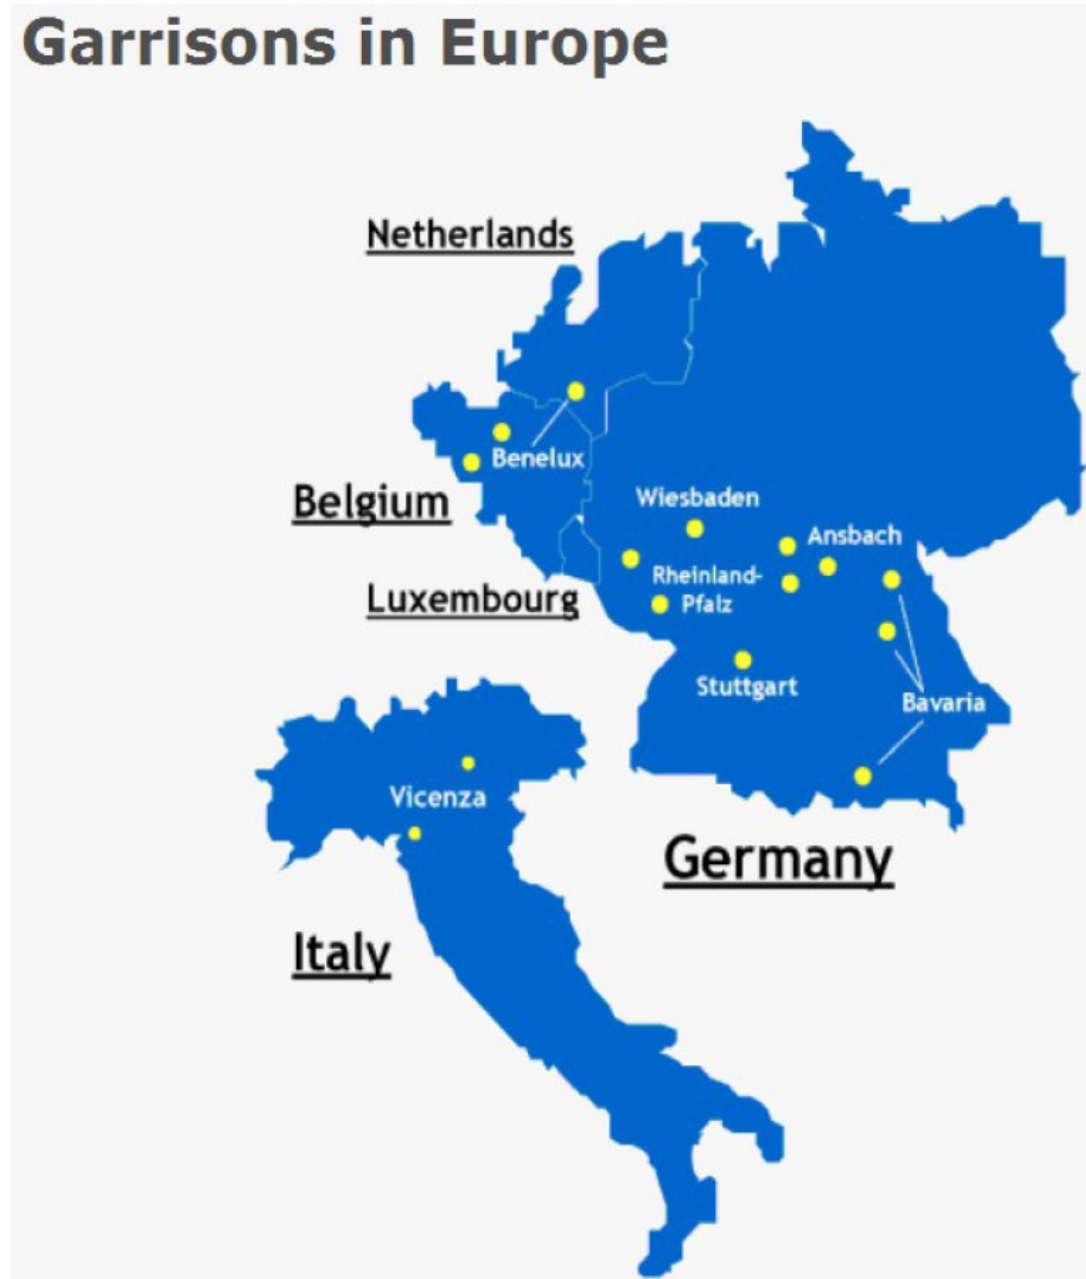 Garrisons in Europe
Netherlands
Benelux
Belgium
Wiesbaden
Ansbach
Rheinland-
Pfalz
Luxembourg
Stuttgart
Bavaria
Vicenza
Germany
Italy